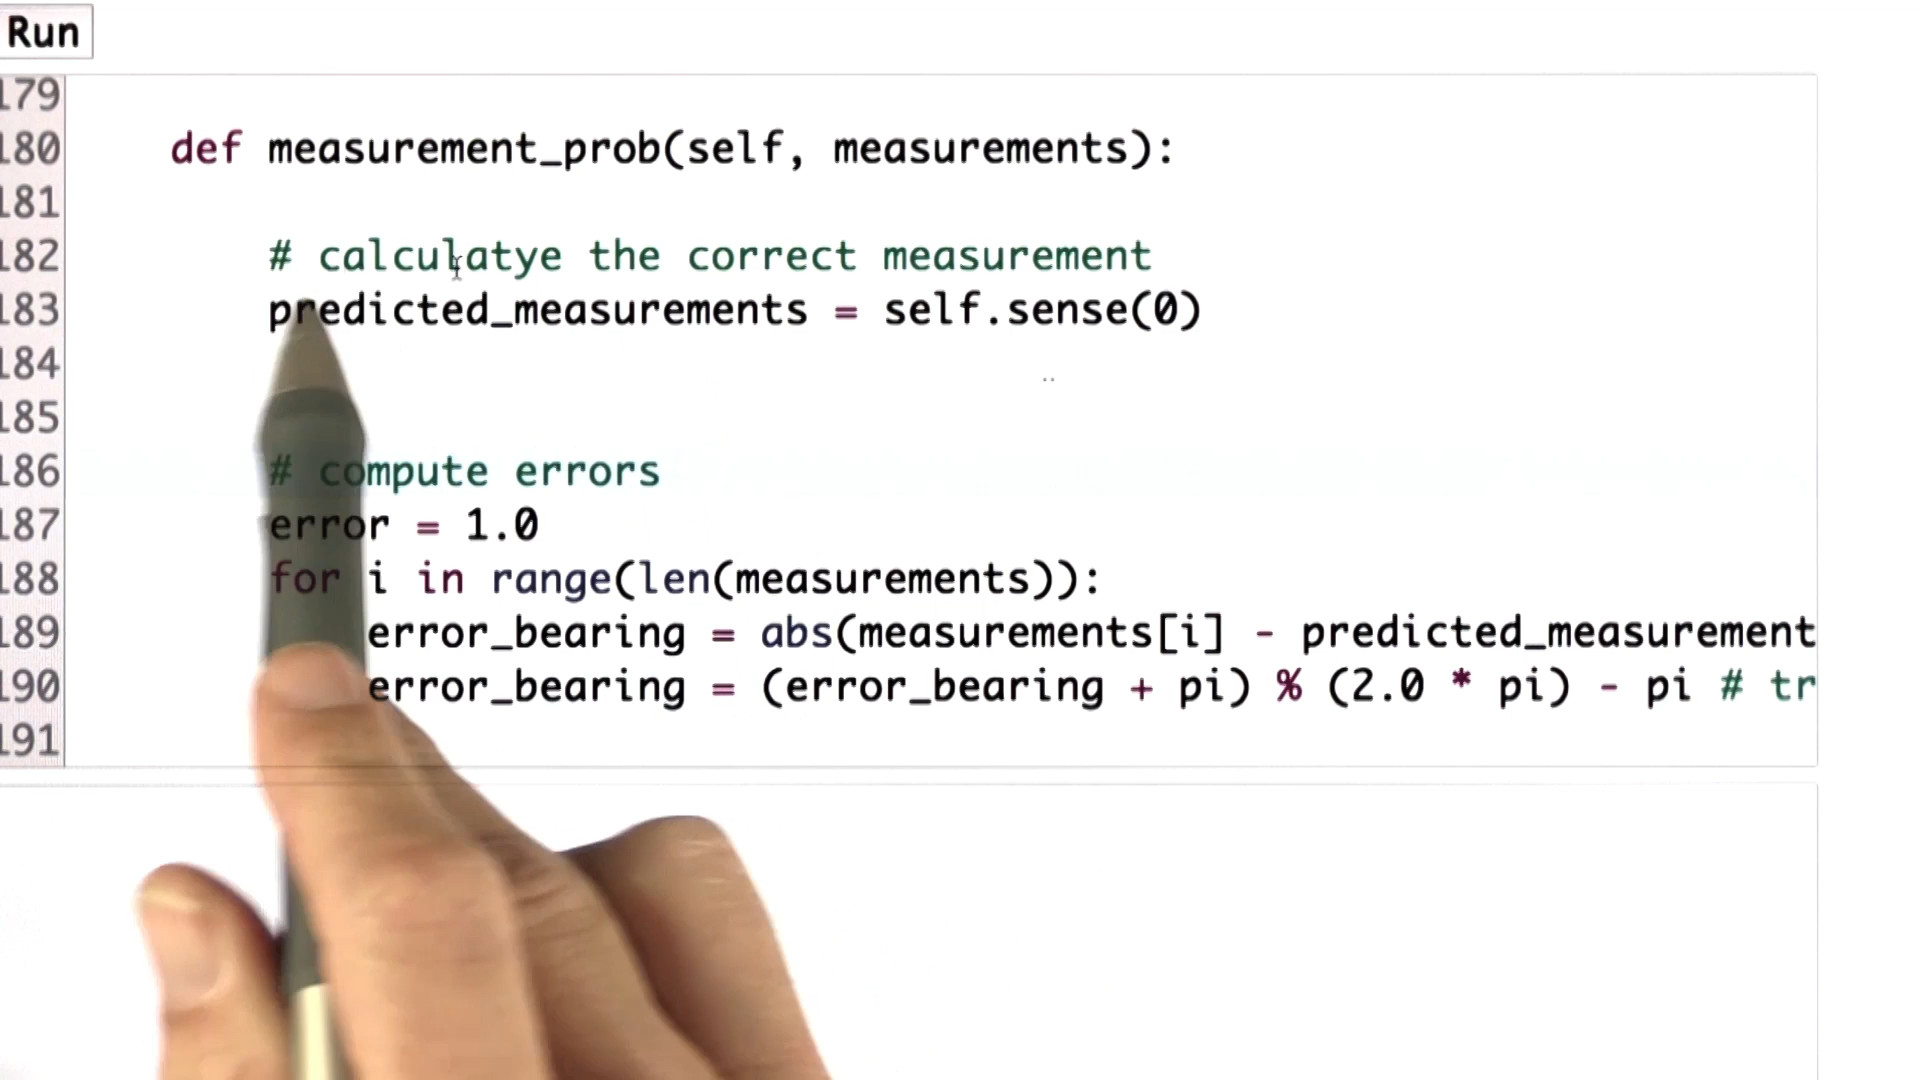 Run
179
180 def measurement_prob(self, measurements):
181
182 # calculatye the correct measurement
183 predicted_measurements = self.sense(0)
184
185
186 # compute errors
187 error = 1.0
188 for i in range(len(measurements)):
189 error_bearing = abs(measurements[i] - predicted_measurement
190 error_bearing = (error_bearing + pi) % (2.0 * pi) - pi # tr
191